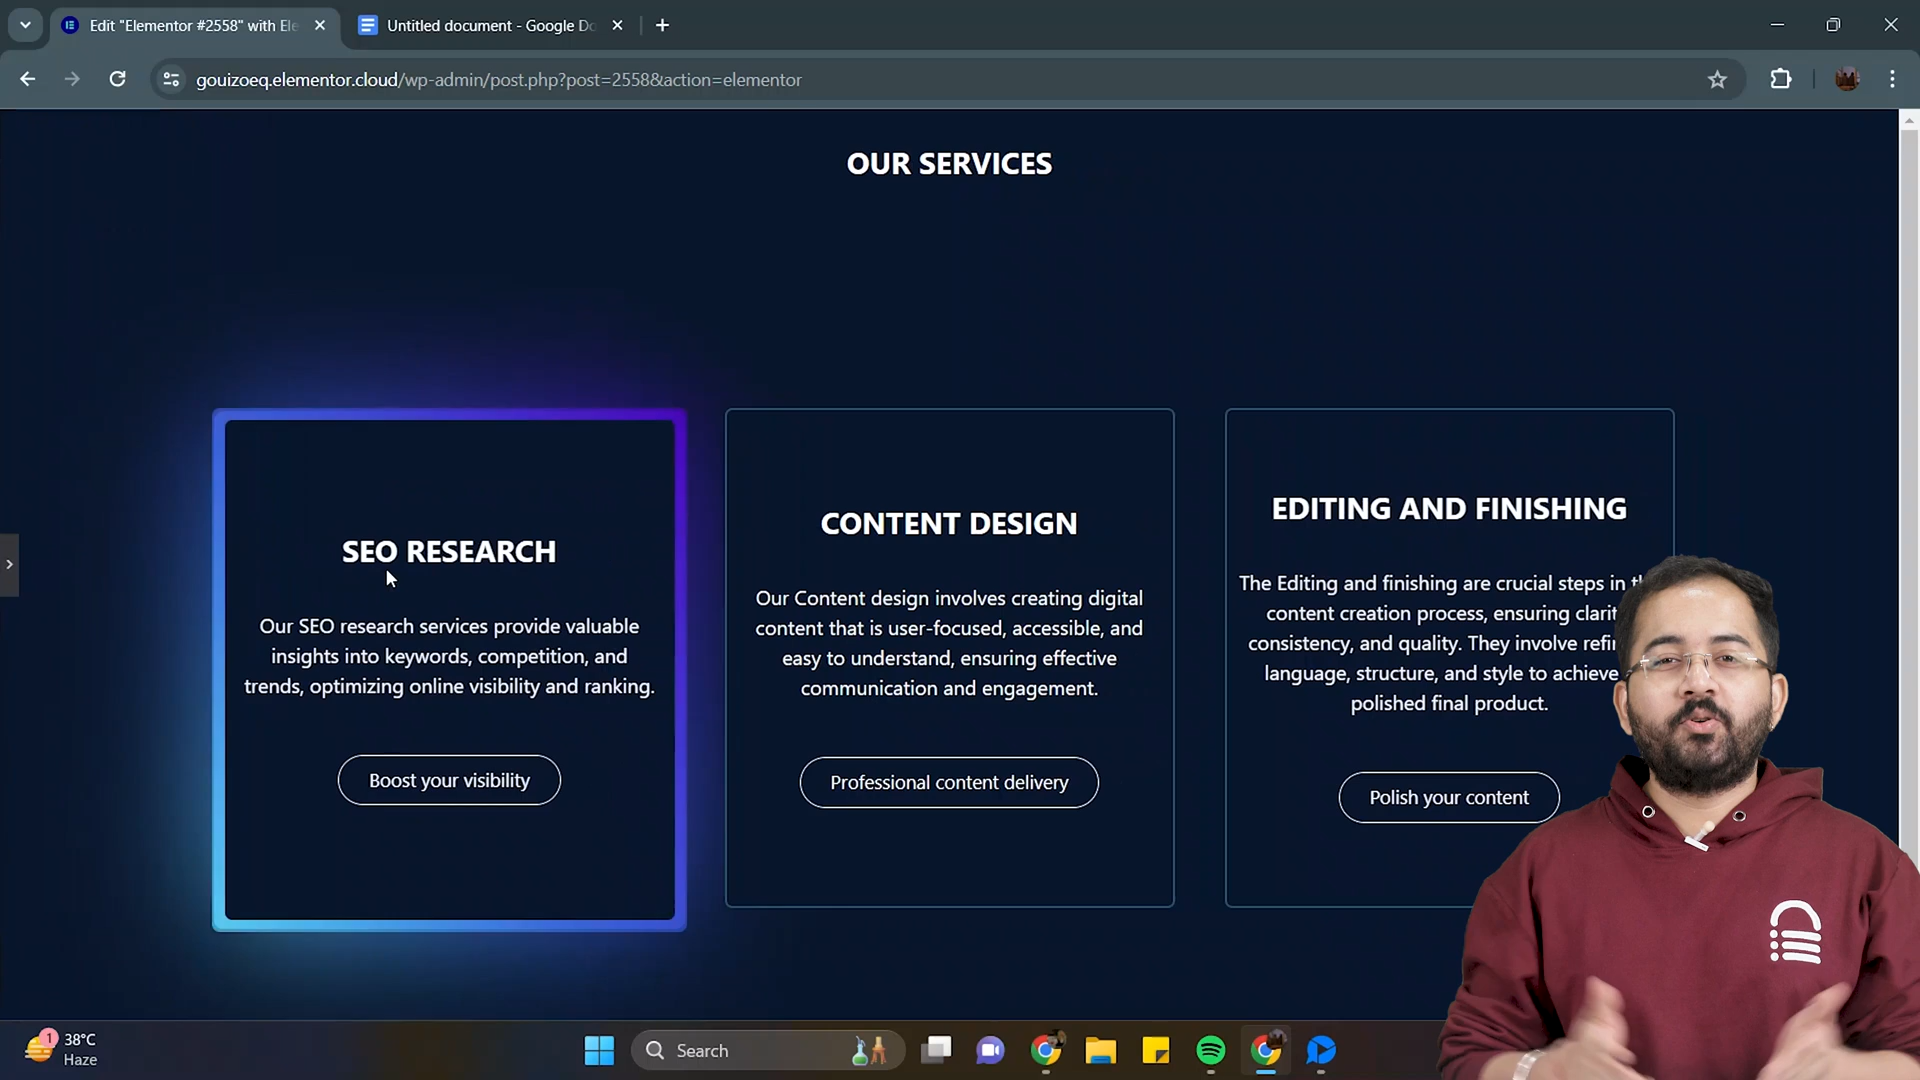 Edit "Elementor #2558" with Ele
Untitled document - Google Do
gouizoeq.elementor.cloud/wp-admin/post.php?post=2558&action=elementor
OUR SERVICES
SEO RESEARCH
Our SEO research services provide valuable
insights into keywords, competition, and
trends, optimizing online visibility and ranking.
Boost your visibility
CONTENT DESIGN
Our Content design involves creating digital
content that is user-focused, accessible, and
easy to understand, ensuring effective
communication and engagement.
Professional content delivery
EDITING AND FINISHING
The Editing and finishing are crucial steps in
content creation process, ensuring
consistency, and quality. They involve
language, structure, and style to achieve
polished final product.
Polish your content
1
38°C
Haze
Search